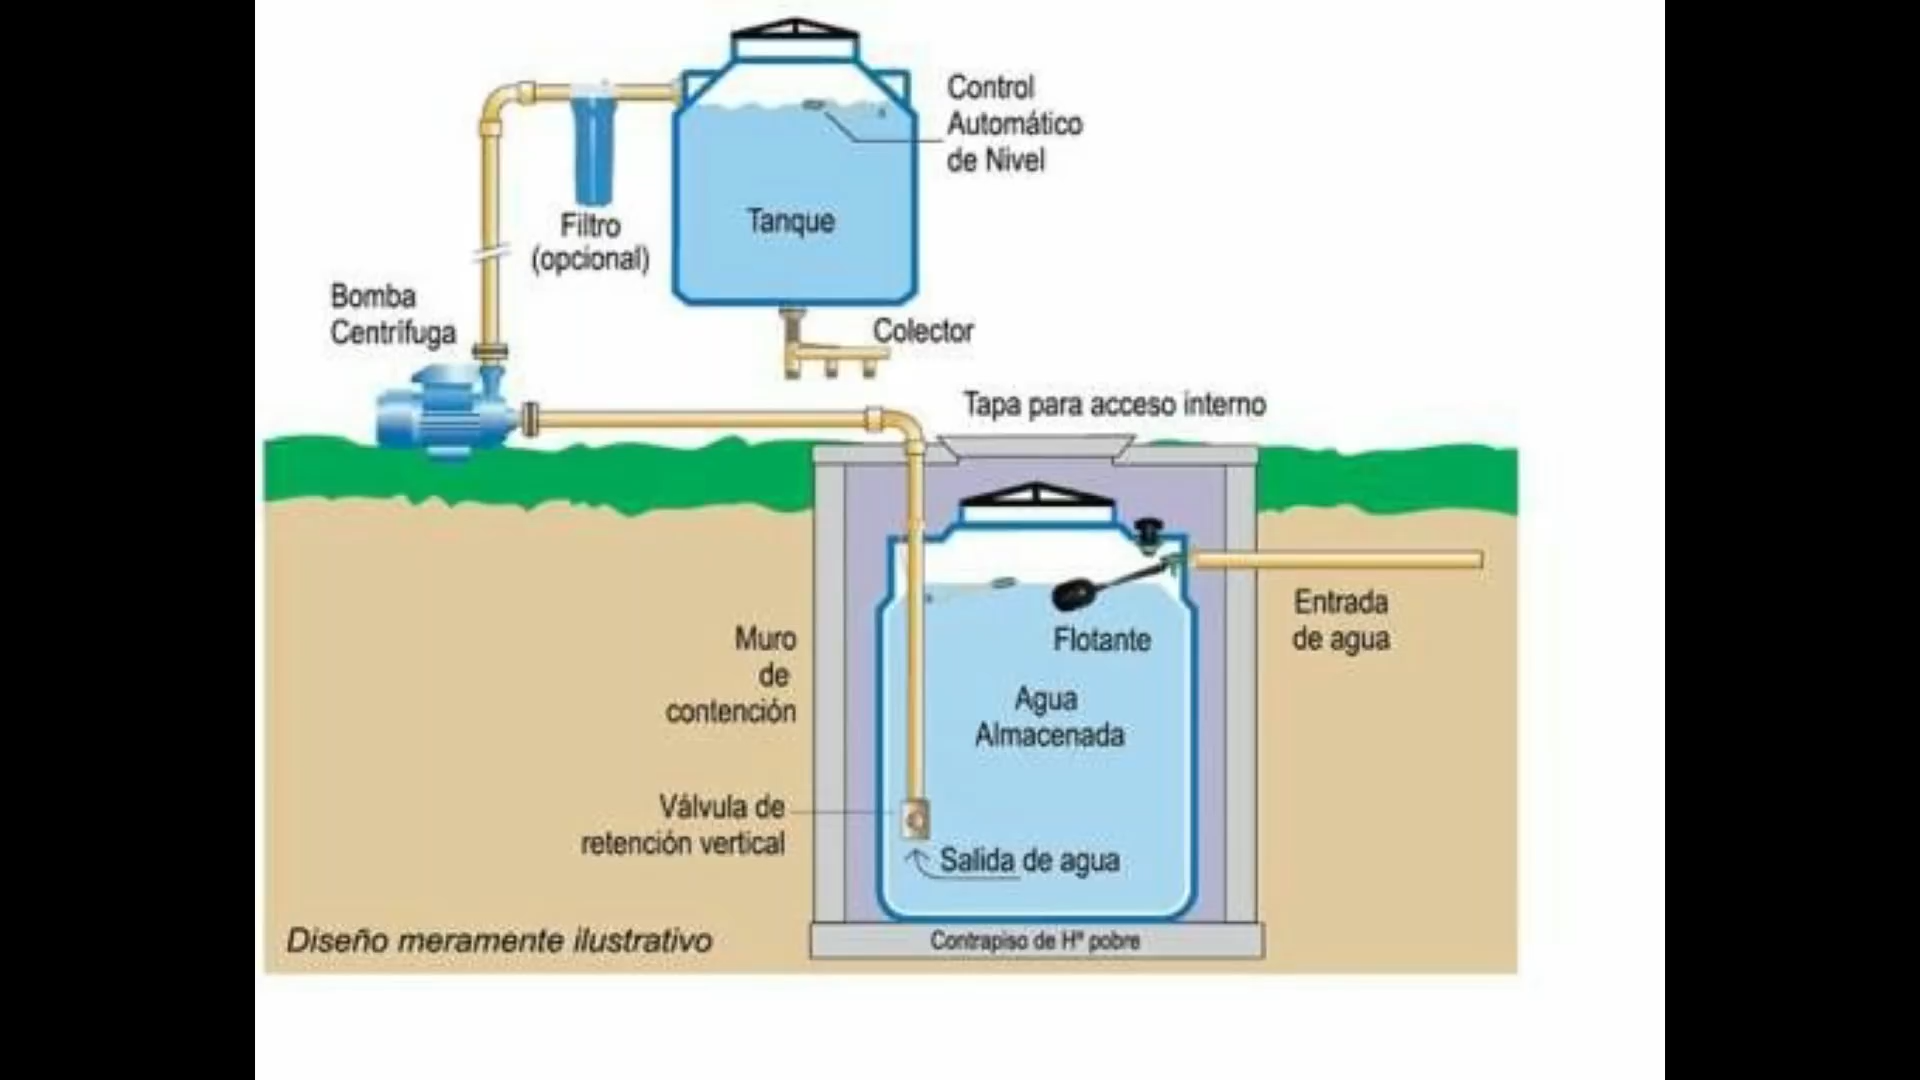 Control
Automático
de Nivel
Tanque
Filtro
(opcional)
Bomba
Centrífuga
Colector
Tapa para acceso interno
Entrada
de agua
Flotante
Muro
de
contención
Agua
Almacenada
Válvula de
retención vertical
Salida de agua
Diseño meramente ilustrativo
Contrapiso de Hº pobre